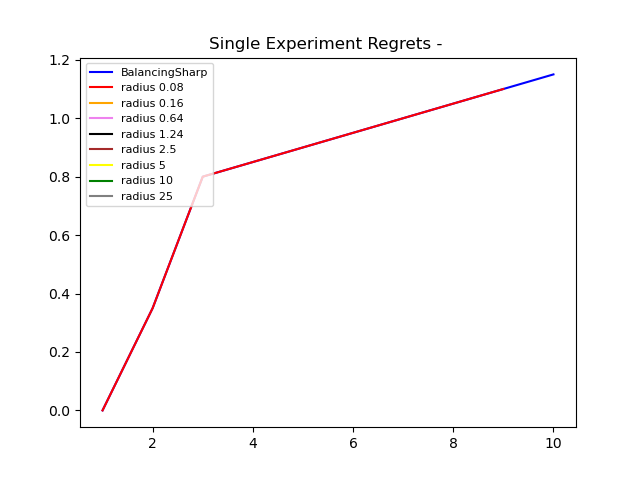 Single Experiment Regrets -
1.2
1.0
0.8
0.6
0.4
0.2
0.0
BalancingSharp
radius 0.08
radius 0.16
radius 0.64
radius 1.24
radius 2.5
radius 5
radius 10
radius 25
2 4 6 8 10